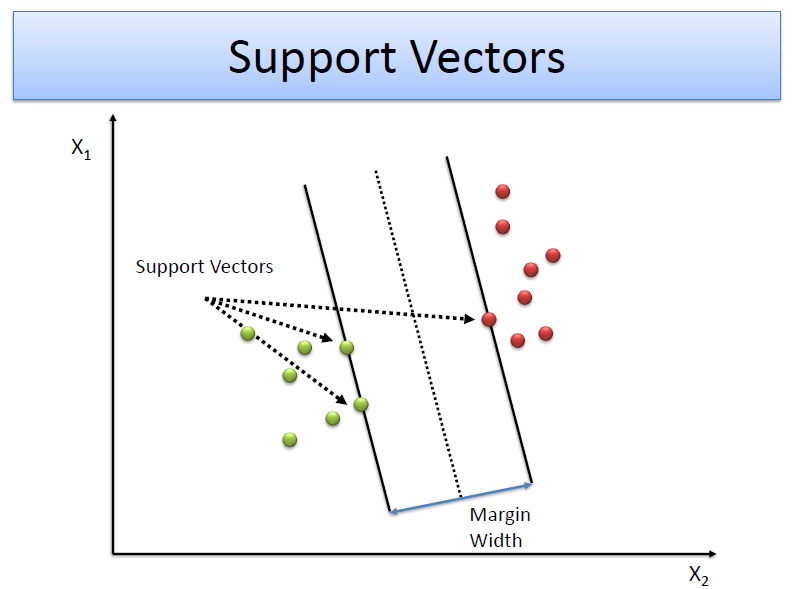 Support Vectors
X₁
Support Vectors
Margin
Width
X₂